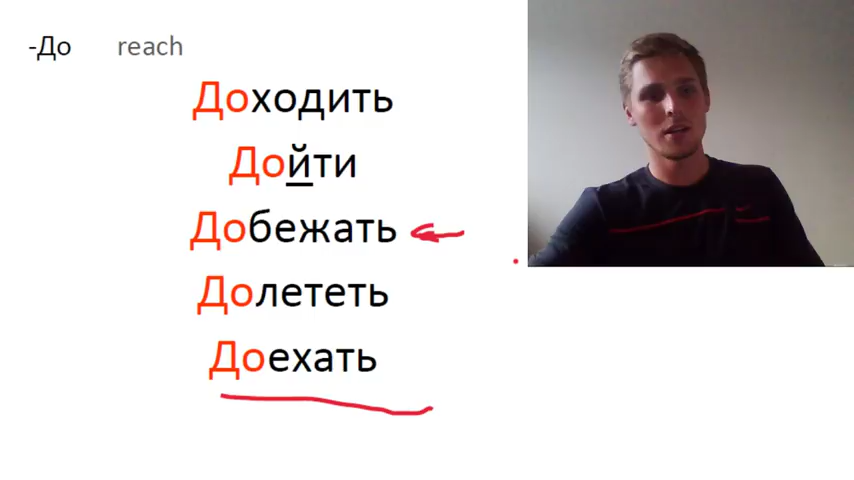 -До reach
Доходить
Дойти
Добежать
Долететь
Доехать